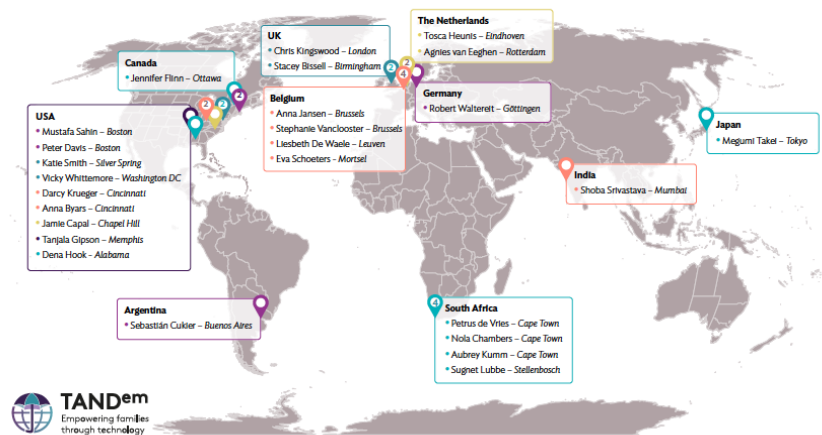 The Netherlands
• Tosca Heunis – Eindhoven
• Agnies van Eeghen – Rotterdam
UK
• Chris Kingswood – London
• Stacey Bissell – Birmingham
Canada
• Jennifer Flinn – Ottawa
2
2
4
2
2
2
Germany
• Robert Waltereit – Göttingen
Belgium
• Anna Jansen – Brussels
• Stephanie Vanclooster – Brussels
• Liesbeth De Waele – Leuven
• Eva Schoeters – Mortsel
USA
• Mustafa Sahin – Boston
• Peter Davis – Boston
• Katie Smith – Silver Spring
• Vicky Whittemore – Washington DC
• Darcy Krueger – Cincinnati
• Anna Byars – Cincinnati
• Jamie Capal – Chapel Hill
• Tanjala Gipson – Memphis
• Dena Hook – Alabama
Japan
• Megumi Takei – Tokyo
India
• Shoba Srivastava – Mumbai
Argentina
• Sebastián Cukier – Buenos Aires
4
South Africa
• Petrus de Vries – Cape Town
• Nola Chambers – Cape Town
• Aubrey Kumm – Cape Town
• Sugnet Lubbe – Stellenbosch
TANDem
Empowering families
through technology